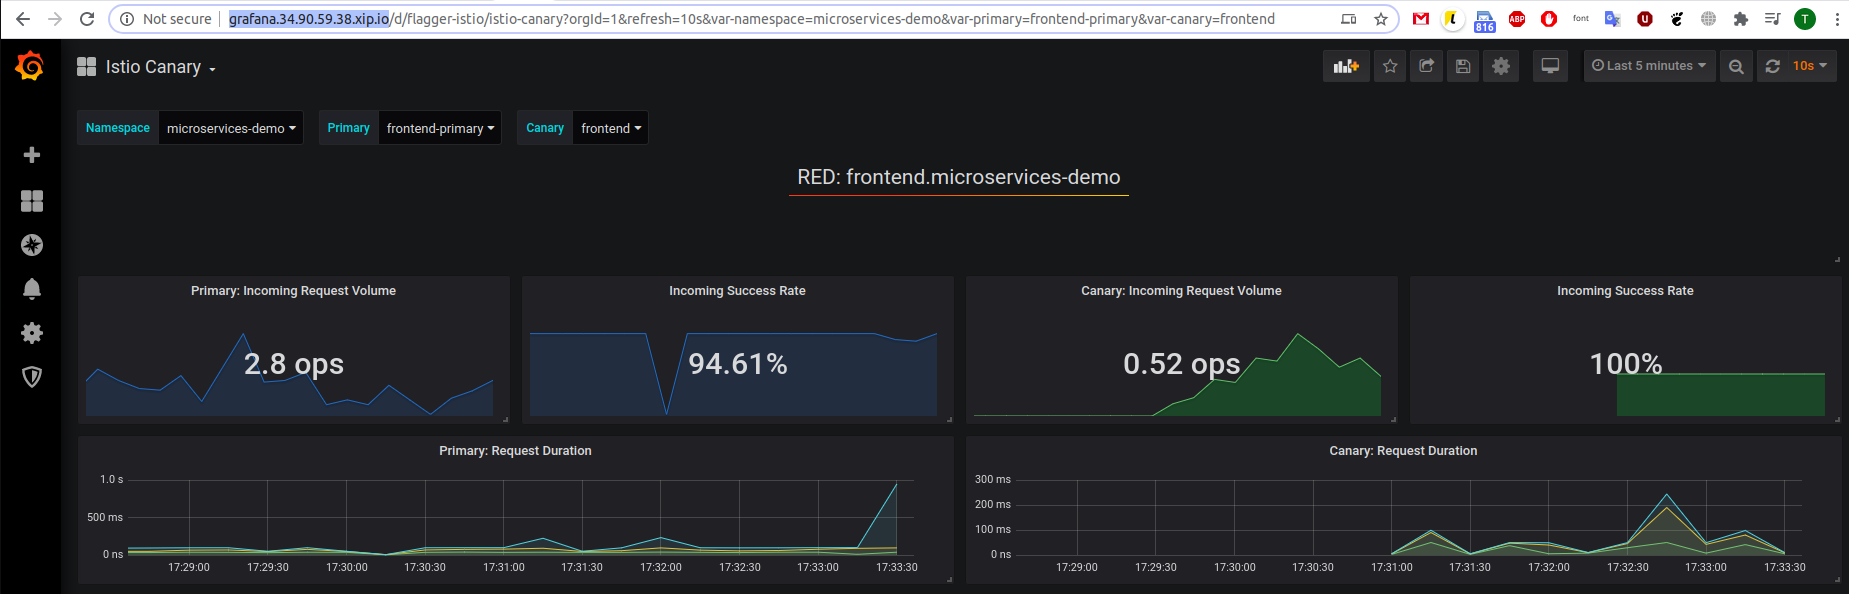 Not secure grafana.34.90.59.38.xip.io/d/flagger-istio/istio-canary?orgId=1&refresh=10s&var-namespace=microservices-demo&var-primary=frontend-primary&var-canary=frontend
816 ABP font T
Istio Canary
Last 5 minutes 10s
Namespace microservices-demo Primary frontend-primary Canary frontend
RED: frontend.microservices-demo
Primary: Incoming Request Volume
2.8 ops
Incoming Success Rate
94.61%
Canary: Incoming Request Volume
0.52 ops
Incoming Success Rate
100%
Primary: Request Duration
1.0 s
500 ms
0 ns
17:29:00 17:29:30 17:30:00 17:30:30 17:31:00 17:31:30 17:32:00 17:32:30 17:33:00 17:33:30
Canary: Request Duration
300 ms
200 ms
100 ms
0 ns
17:29:00 17:29:30 17:30:00 17:30:30 17:31:00 17:31:30 17:32:00 17:32:30 17:33:00 17:33:30